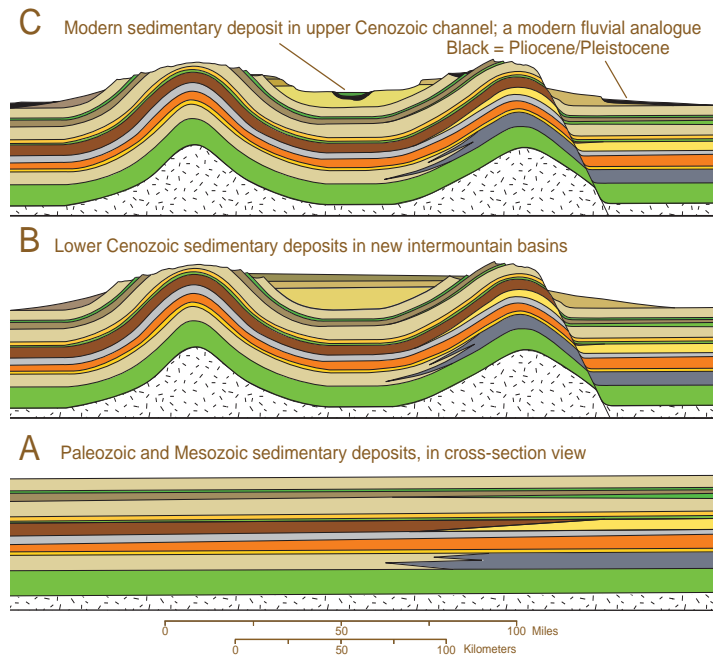 C Modern sedimentary deposit in upper Cenozoic channel; a modern fluvial analogue
Black = Pliocene/Pleistocene
B Lower Cenozoic sedimentary deposits in new intermountain basins
A Paleozoic and Mesozoic sedimentary deposits, in cross-section view
0 50 100 Miles
0 50 100 Kilometers